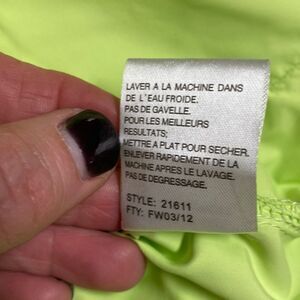 LAVER A LA MACHINE DANS
DE L'EAU FROIDE.
PAS DE GAVELLE.
POUR LES MEILLEURS
RESULTATS;
METTRE A PLAT POUR SECHER.
ENLEVER RAPIDEMENT DE LA
MACHINE APRES LE LAVAGE.
PAS DE DEGRESSAGE.
STYLE: 21611
FTY: FW03/12